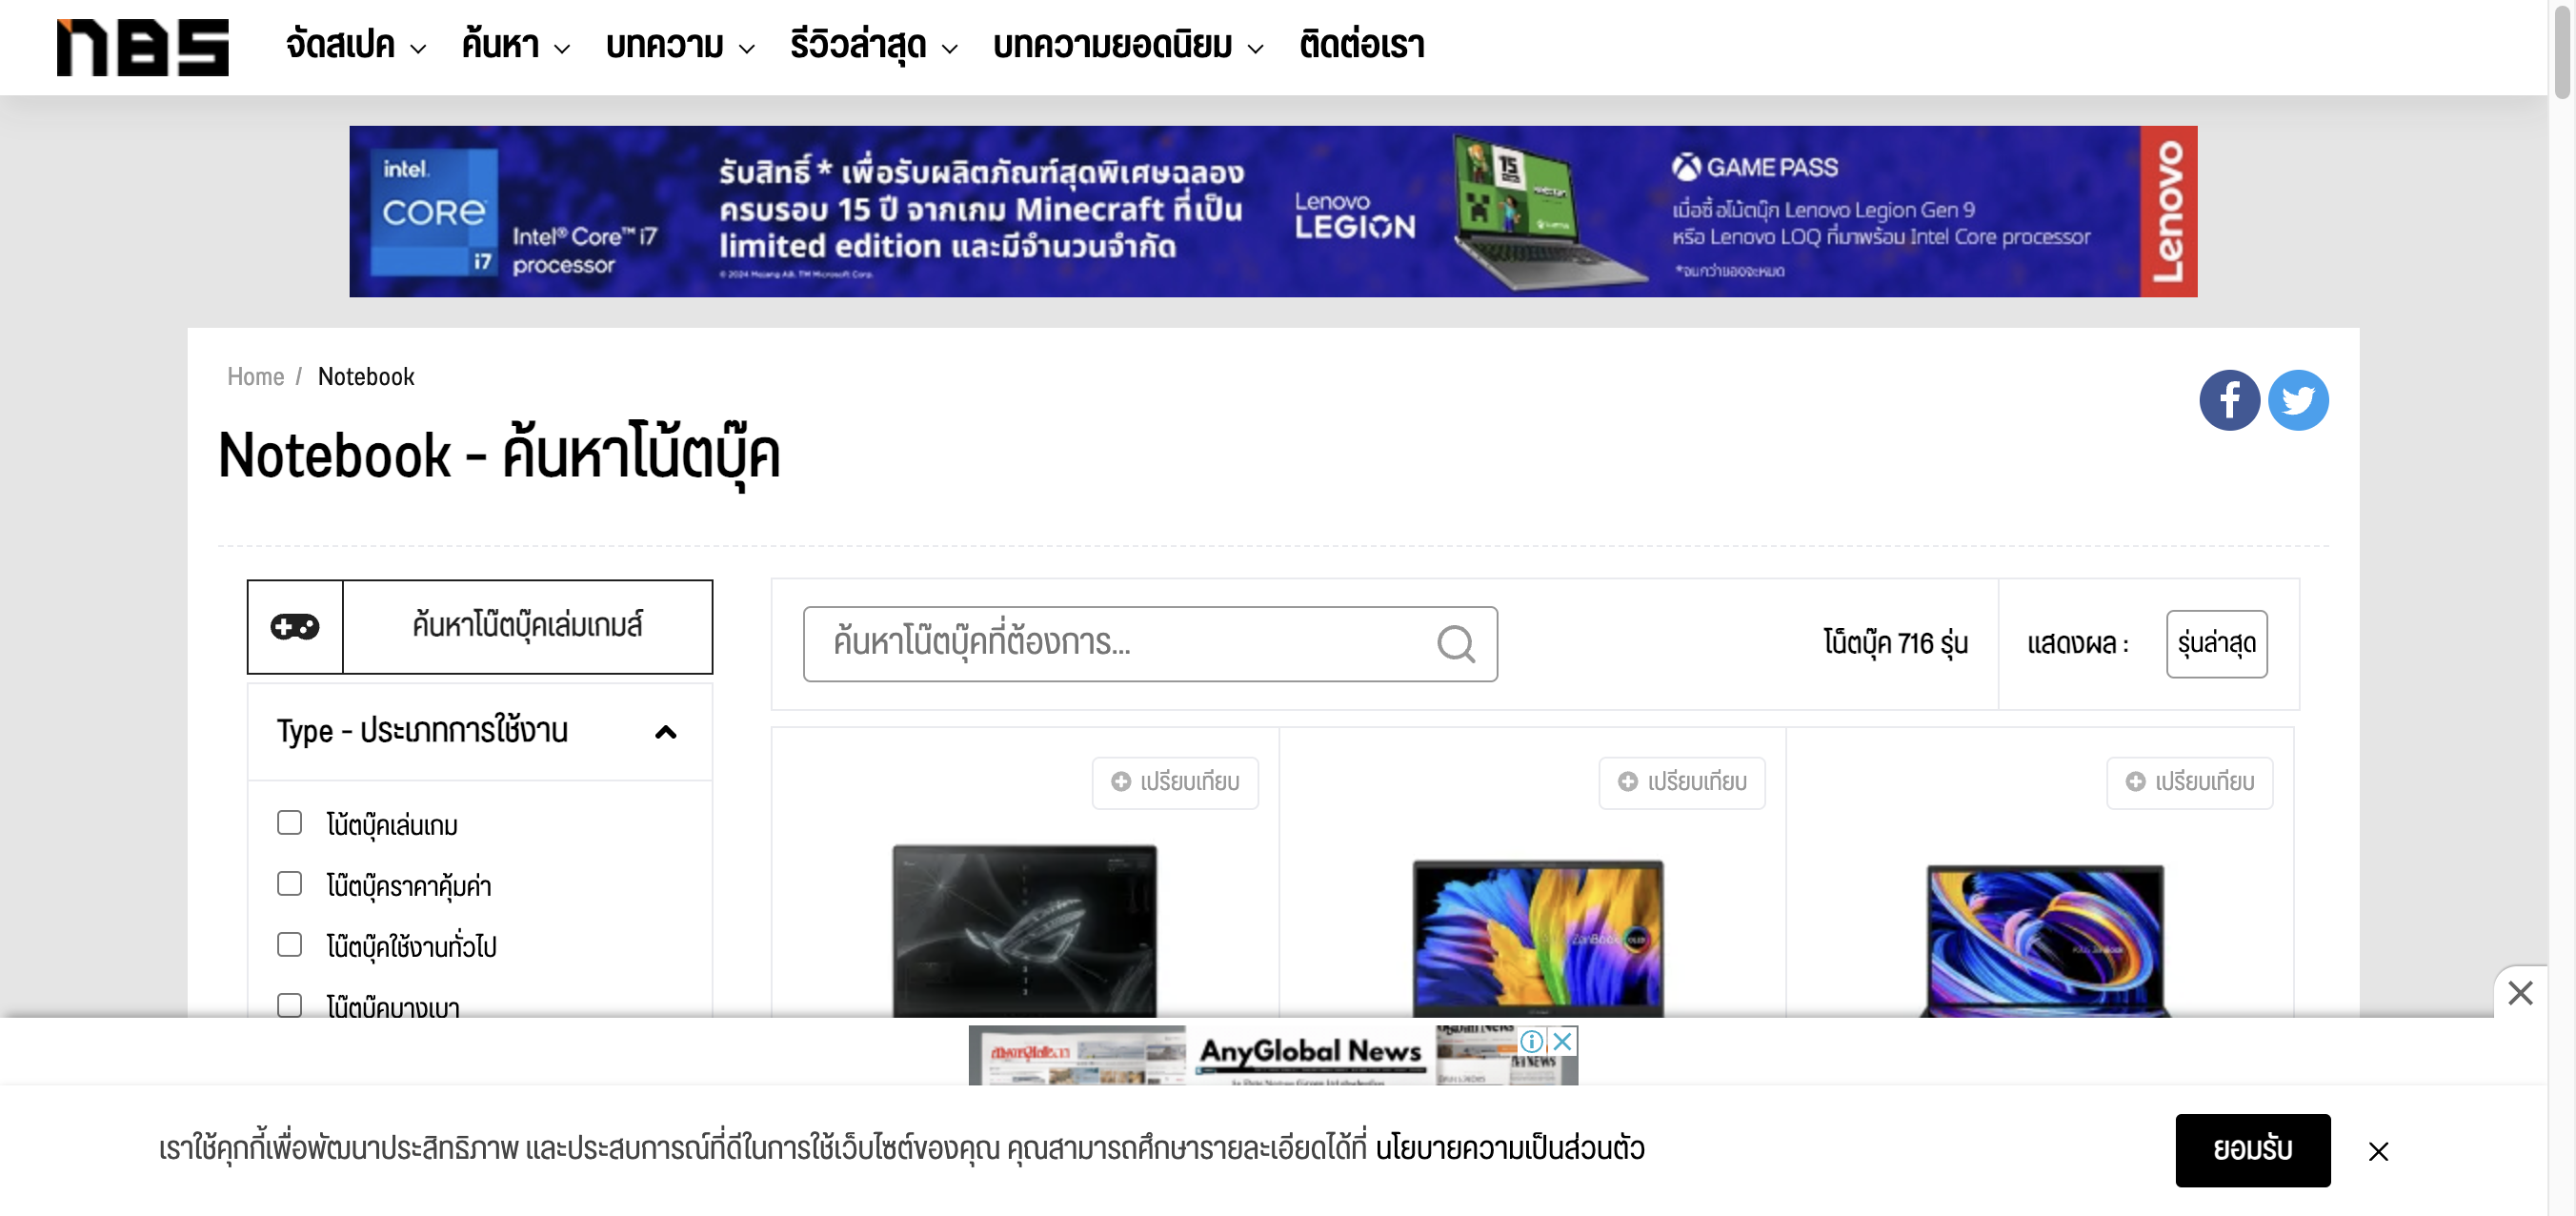 nbs
จัดสเปค
ค้นหา
บทความ
รีวิวล่าสุด
บทความยอดนิยม
ติดต่อเรา
intel.
CORE
i7
Intel® Core™ i7
processor
รับสิทธิ์ * เพื่อรับผลิตภัณฑ์สุดพิเศษฉลอง
ครบรอบ 15 ปี จากเกม Minecraft ที่เป็น
limited edition และมีจำนวนจำกัด
© 2024 Mojang AB. TM Microsoft Corp.
Lenovo
LEGION
15
GAME PASS
เมื่อซื้อโน้ตบุ๊ก Lenovo Legion Gen 9
หรือ Lenovo LOQ ที่มาพร้อม Intel Core processor
*จนกว่าของจะหมด
Lenovo
Home / Notebook
Notebook - ค้นหาโน้ตบุ๊ค
ค้นหาโน๊ตบุ๊คเล่มเกมส์
ค้นหาโน๊ตบุ๊คที่ต้องการ...
โน็ตบุ๊ค 716 รุ่น
แสดงผล :
รุ่นล่าสุด
Type - ประเภทการใช้งาน
โน้ตบุ๊คเล่นเกม
โน๊ตบุ๊คราคาคุ้มค่า
โน๊ตบุ๊คใช้งานทั่วไป
โน๊ตบุ๊คบางเบา
เปรียบเทียบ
เปรียบเทียบ
เปรียบเทียบ
ZenBook OLED
AnyGlobal News
เราใช้คุกกี้เพื่อพัฒนาประสิทธิภาพ และประสบการณ์ที่ดีในการใช้เว็บไซต์ของคุณ คุณสามารถศึกษารายละเอียดได้ที่ นโยบายความเป็นส่วนตัว
ยอมรับ